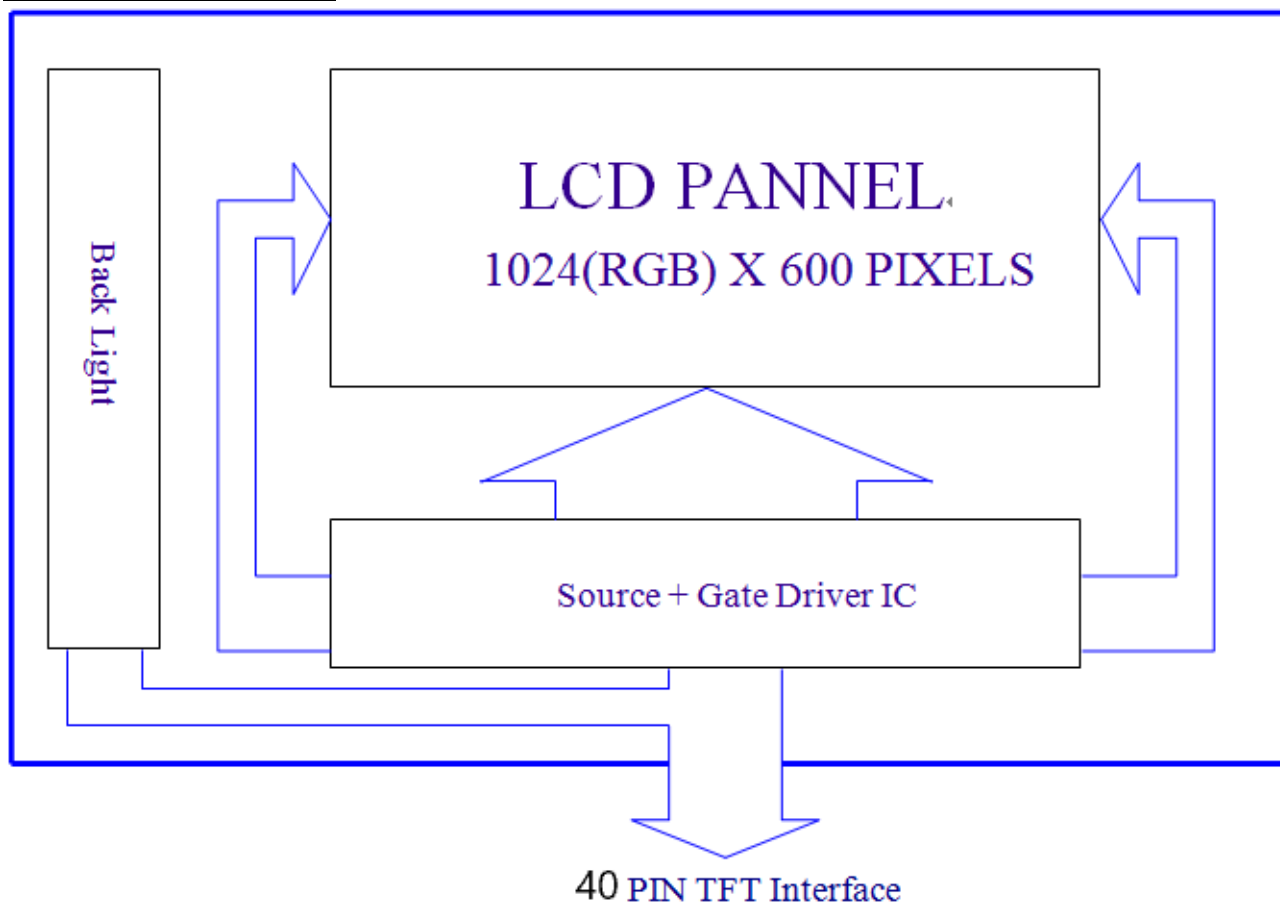 LCD PANNEL
1024(RGB) X 600 PIXELS
Back Light
Source + Gate Driver IC
40 PIN TFT Interface